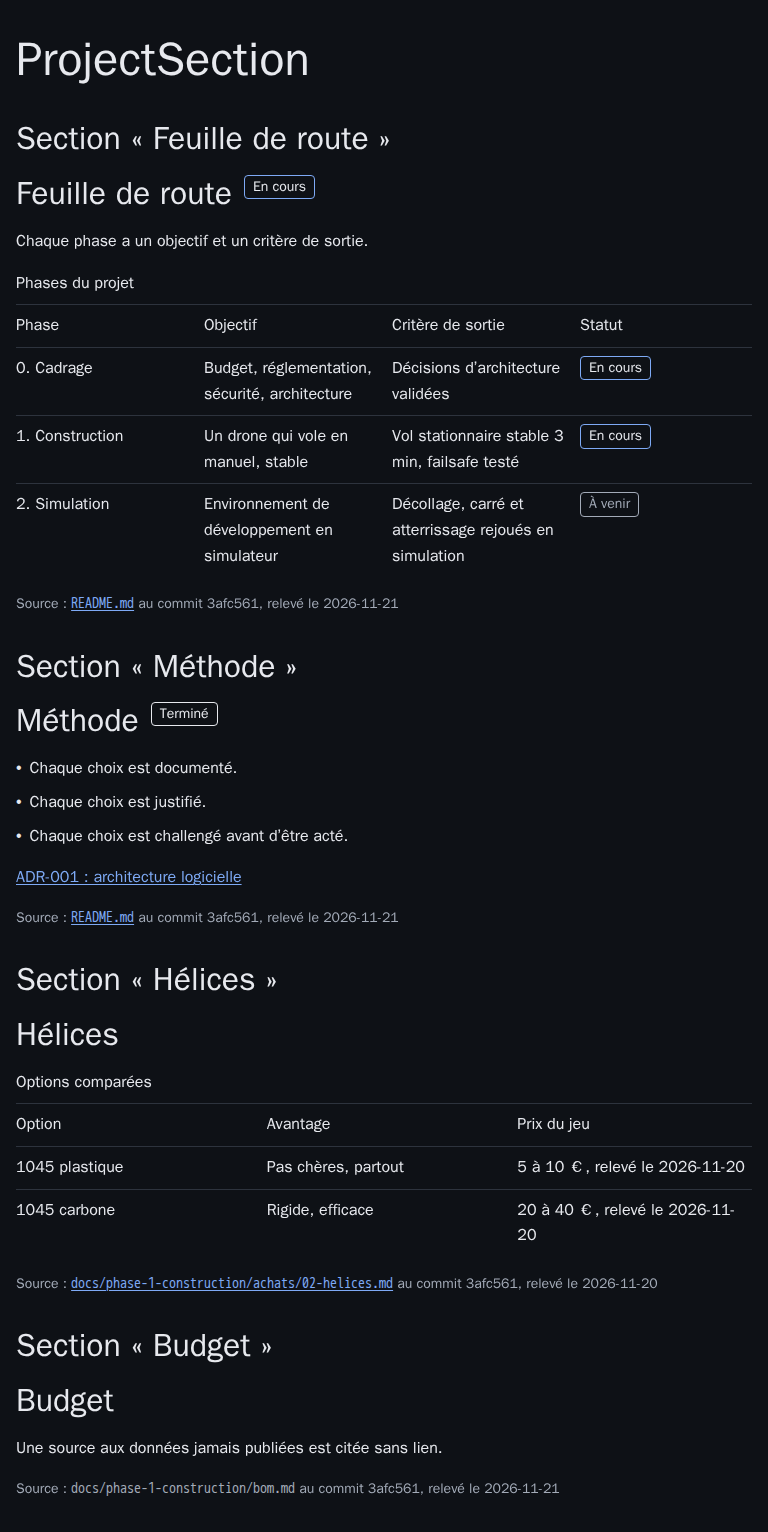 ProjectSection
Section « Feuille de route »
Feuille de route En cours
Chaque phase a un objectif et un critère de sortie.
Phases du projet
Phase Objectif Critère de sortie Statut
0. Cadrage Budget, réglementation, Décisions d'architecture En cours
sécurité, architecture validées
1. Construction Un drone qui vole en Vol stationnaire stable 3 En cours
manuel, stable min, failsafe testé
2. Simulation Environnement de Décollage, carré et À venir
développement en atterrissage rejoués en
simulateur simulation
Source : README.md au commit 3afc561, relevé le 2026-11-21
Section « Méthode »
Méthode Terminé
• Chaque choix est documenté.
• Chaque choix est justifié.
• Chaque choix est challengé avant d'être acté.
ADR-001 : architecture logicielle
Source : README.md au commit 3afc561, relevé le 2026-11-21
Section « Hélices »
Hélices
Options comparées
Option Avantage Prix du jeu
1045 plastique Pas chères, partout 5 à 10 €, relevé le 2026-11-20
1045 carbone Rigide, efficace 20 à 40 €, relevé le 2026-11-
20
Source : docs/phase-1-construction/achats/02-helices.md au commit 3afc561, relevé le 2026-11-20
Section « Budget »
Budget
Une source aux données jamais publiées est citée sans lien.
Source : docs/phase-1-construction/bom.md au commit 3afc561, relevé le 2026-11-21